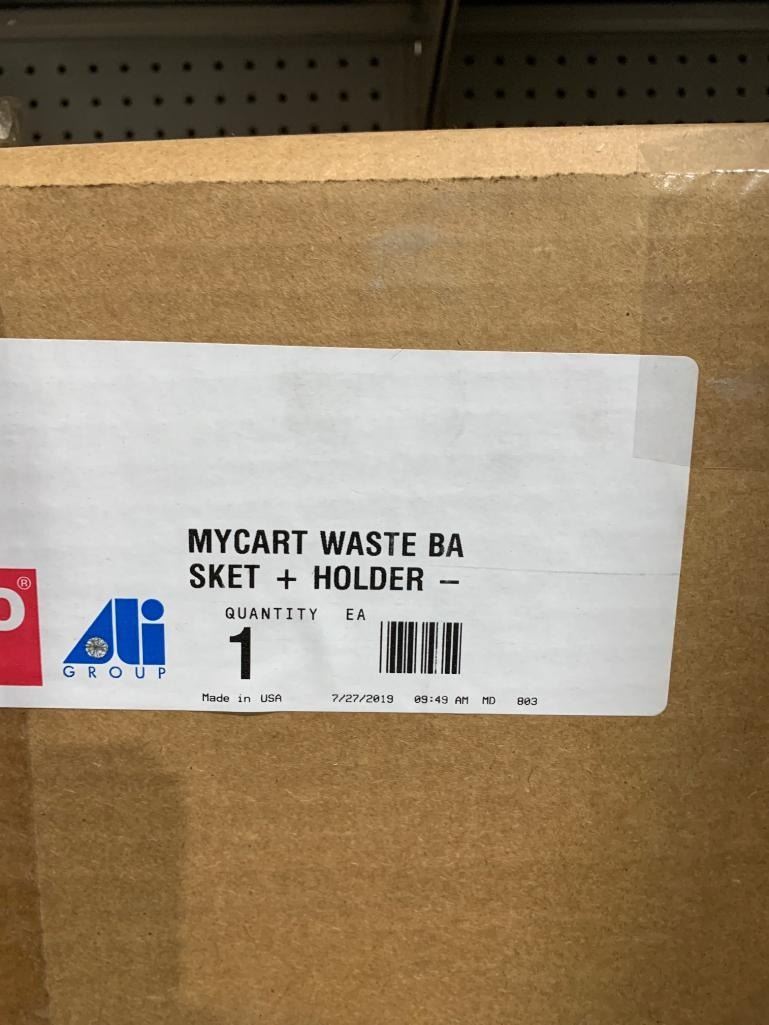 MYCART WASTE BA
SKET + HOLDER –
QUANTITY EA
1
®
Ali
GROUP
Made in USA 7/27/2019 09:49 AM MD 803